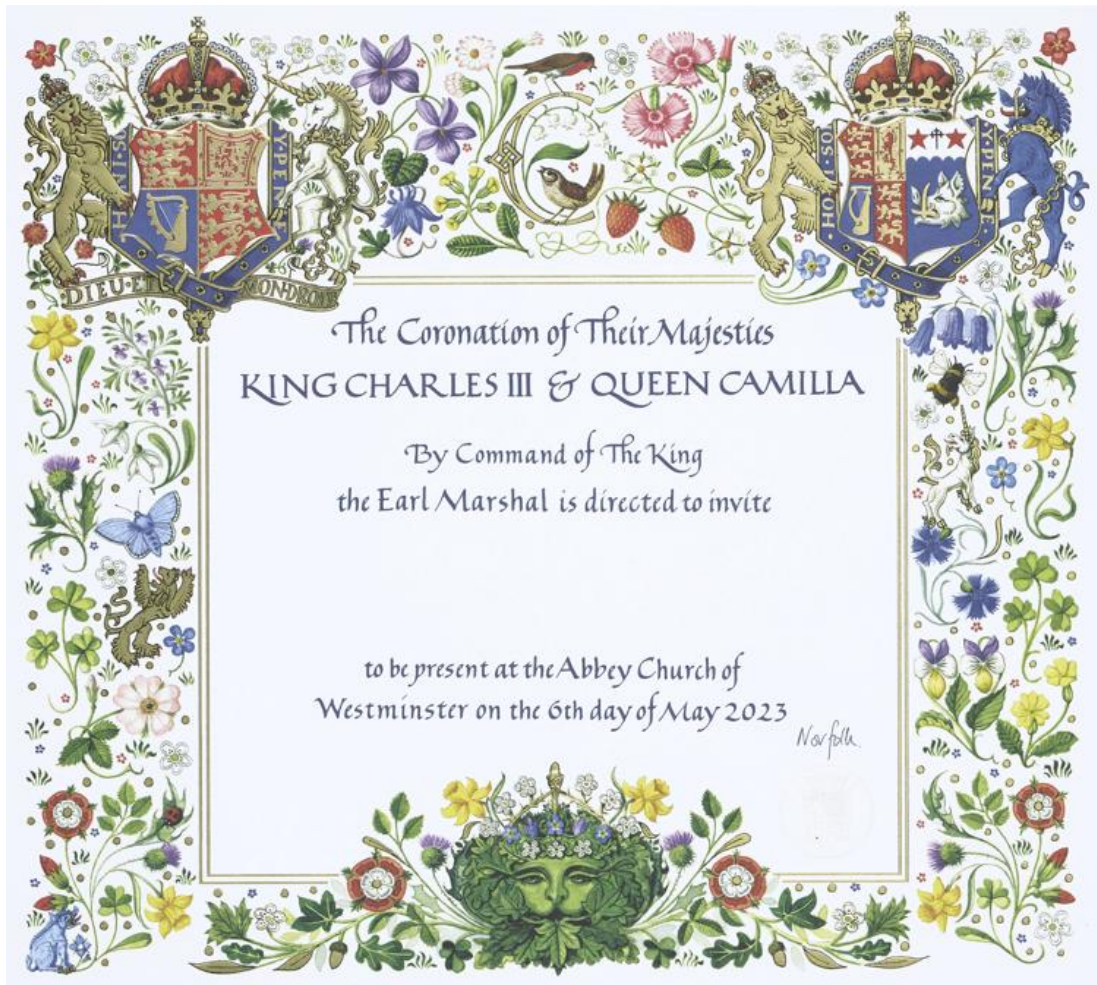 DIEU·ET MON·DROIT
Y·PENSE
The Coronation of Their Majesties
KING CHARLES III & QUEEN CAMILLA
By Command of The King
the Earl Marshal is directed to invite
to be present at the Abbey Church of
Westminster on the 6th day of May 2023
Norfolk